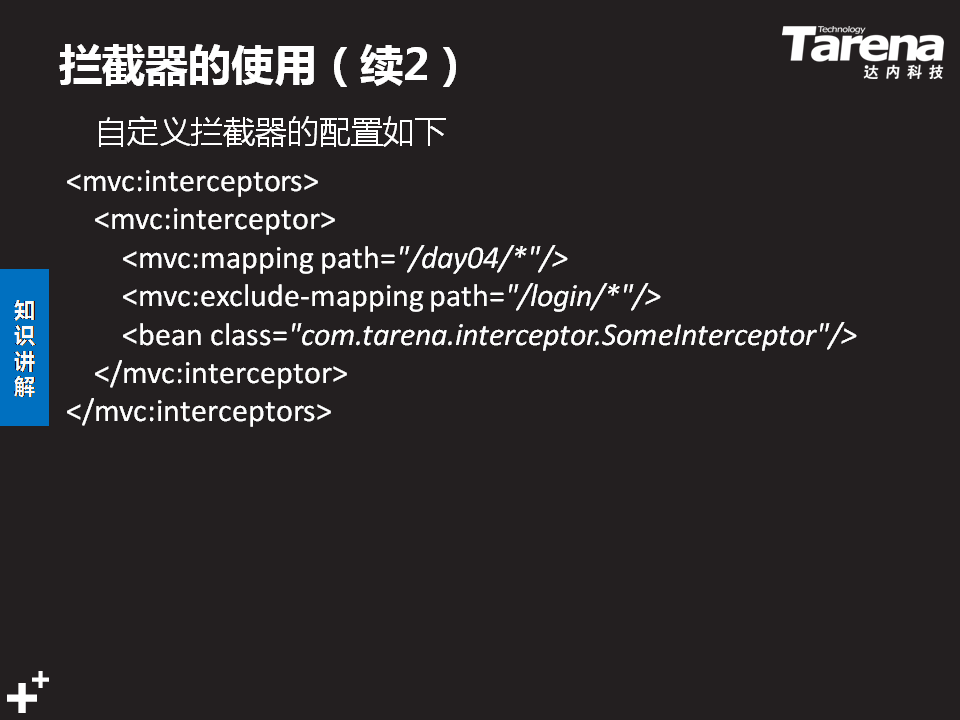 拦截器的使用（续2）
Technology
Tarena
达内科技
自定义拦截器的配置如下
<mvc:interceptors>
<mvc:interceptor>
<mvc:mapping path="/day04/*"/>
<mvc:exclude-mapping path="/login/*"/>
<bean class="com.tarena.interceptor.SomeInterceptor"/>
</mvc:interceptor>
</mvc:interceptors>
知识讲解